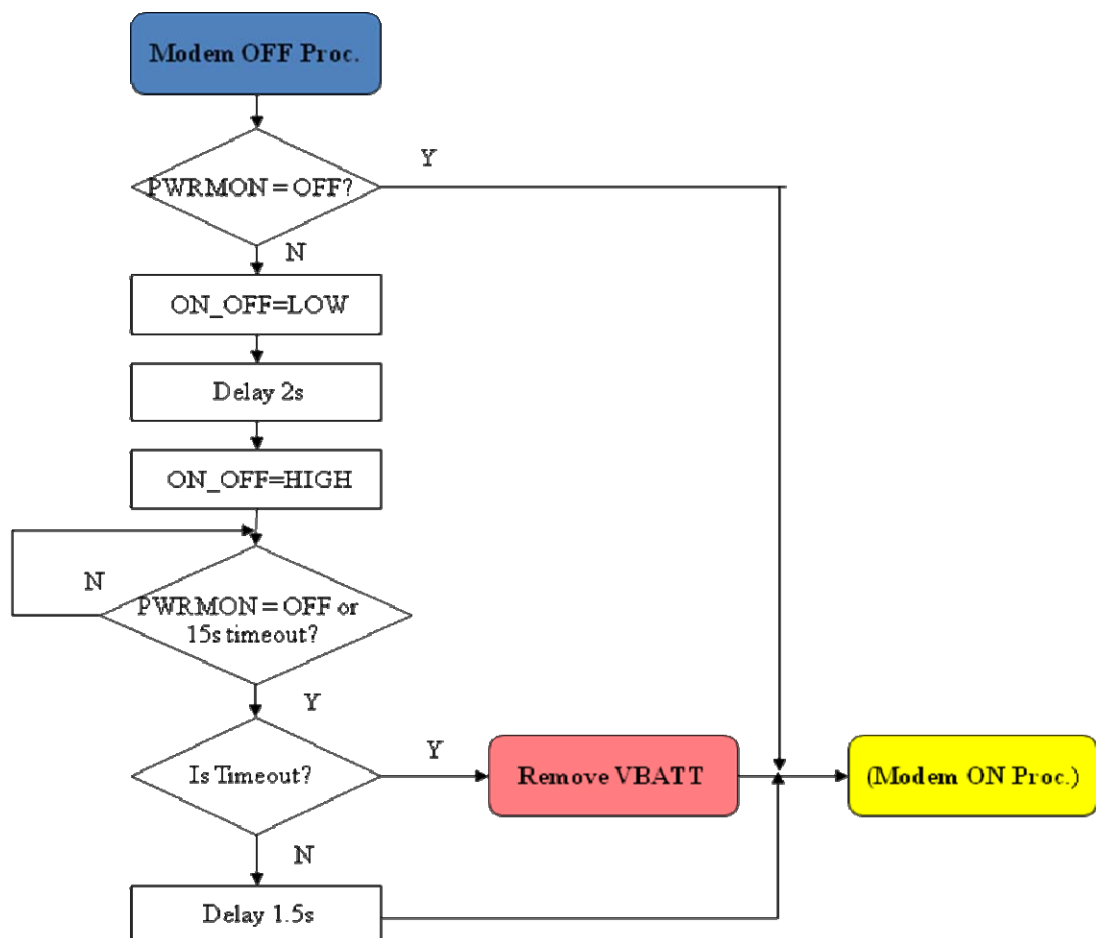 Modem OFF Proc.
PWRMON = OFF?
Y
N
ON_OFF=LOW
Delay 2s
ON_OFF=HIGH
N
PWRMON = OFF or
15s timeout?
Y
Is Timeout?
Y
Remove VBATT
(Modem ON Proc.)
N
Delay 1.5s